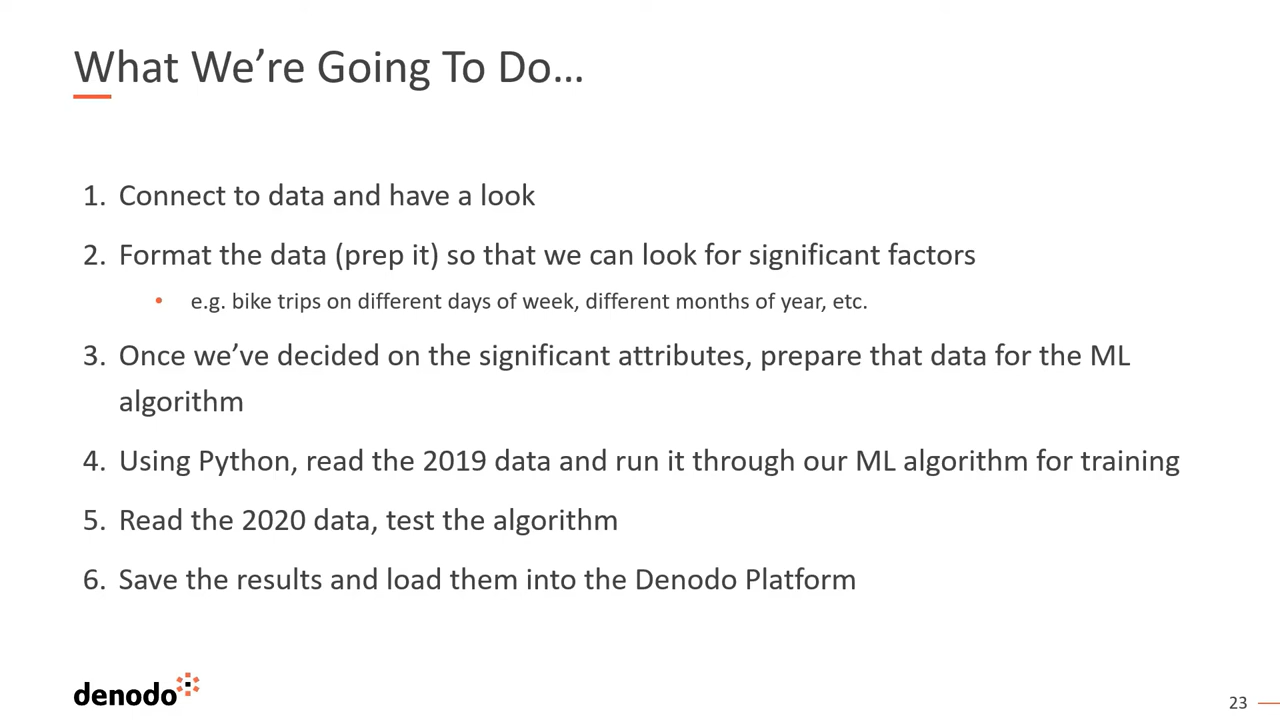 What We’re Going To Do…
1. Connect to data and have a look
2. Format the data (prep it) so that we can look for significant factors
• e.g. bike trips on different days of week, different months of year, etc.
3. Once we’ve decided on the significant attributes, prepare that data for the ML
algorithm
4. Using Python, read the 2019 data and run it through our ML algorithm for training
5. Read the 2020 data, test the algorithm
6. Save the results and load them into the Denodo Platform
denodo
23